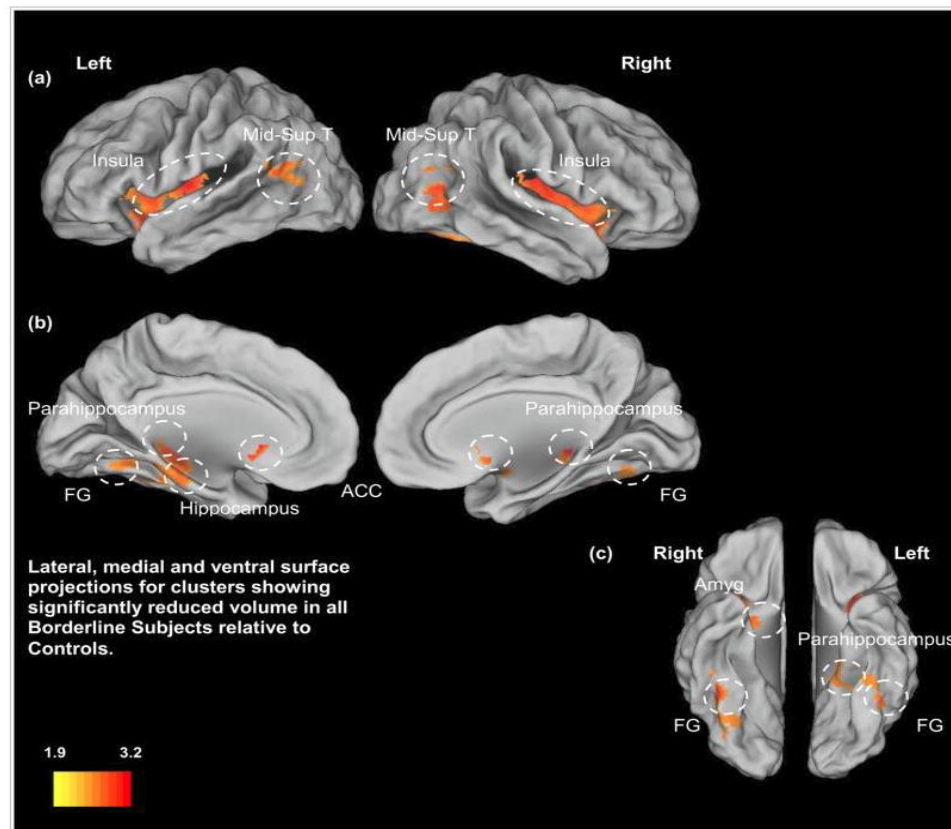 Left
Right
(a)
Mid-Sup T
Mid-Sup T
Insula
Insula
(b)
Parahippocampus
Parahippocampus
FG
ACC
FG
Hippocampus
(c)
Right
Left
Amyg
Parahippocampus
FG
FG
Lateral, medial and ventral surface
projections for clusters showing
significantly reduced volume in all
Borderline Subjects relative to
Controls.
1.9
3.2